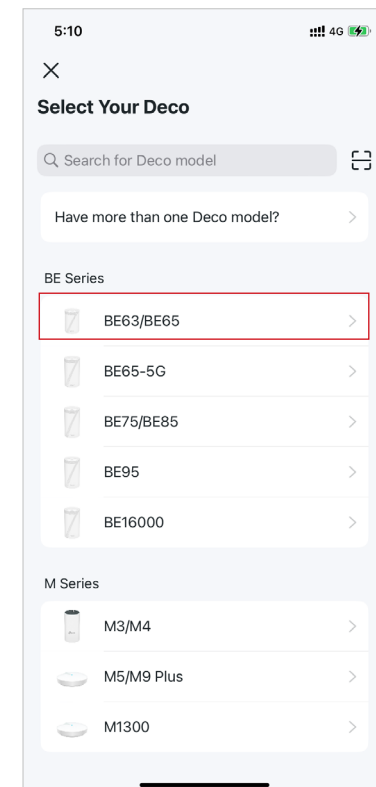 5:10
4G
Select Your Deco
Search for Deco model
Have more than one Deco model?
BE Series
BE63/BE65
BE65-5G
BE75/BE85
BE95
BE16000
M Series
M3/M4
M5/M9 Plus
M1300